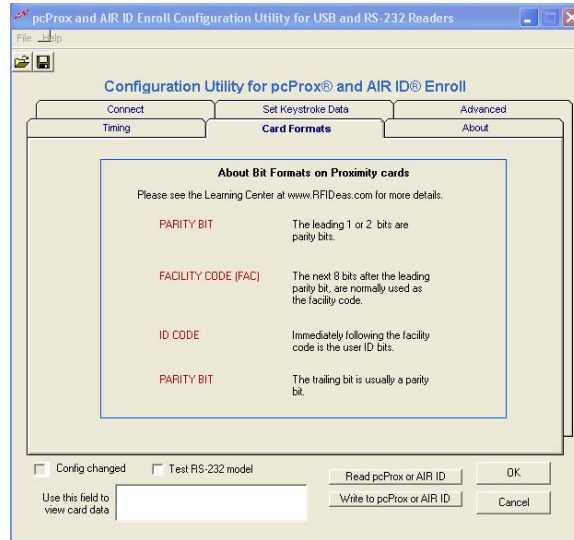 pcProx and AIR ID Enroll Configuration Utility for USB and RS-232 Readers
File Help
Configuration Utility for pcProx® and AIR ID® Enroll
Connect Set Keystroke Data Advanced
Timing Card Formats About
About Bit Formats on Proximity cards
Please see the Learning Center at www.RFIDeas.com for more details.
PARITY BIT The leading 1 or 2 bits are
parity bits.
FACILITY CODE (FAC) The next 8 bits after the leading
parity bit, are normally used as
the facility code.
ID CODE Immediately following the facility
code is the user ID bits.
PARITY BIT The trailing bit is usually a parity
bit.
Config changed Test RS-232 model Read pcProx or AIR ID OK
Use this field to
view card data Write to pcProx or AIR ID Cancel